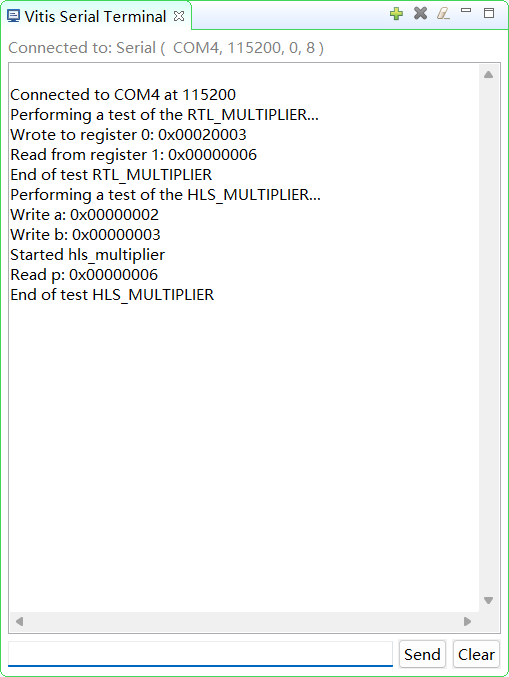 Vitis Serial Terminal
Connected to: Serial ( COM4, 115200, 0, 8 )
Connected to COM4 at 115200
Performing a test of the RTL_MULTIPLIER...
Wrote to register 0: 0x00020003
Read from register 1: 0x00000006
End of test RTL_MULTIPLIER
Performing a test of the HLS_MULTIPLIER...
Write a: 0x00000002
Write b: 0x00000003
Started hls_multiplier
Read p: 0x00000006
End of test HLS_MULTIPLIER
Send Clear